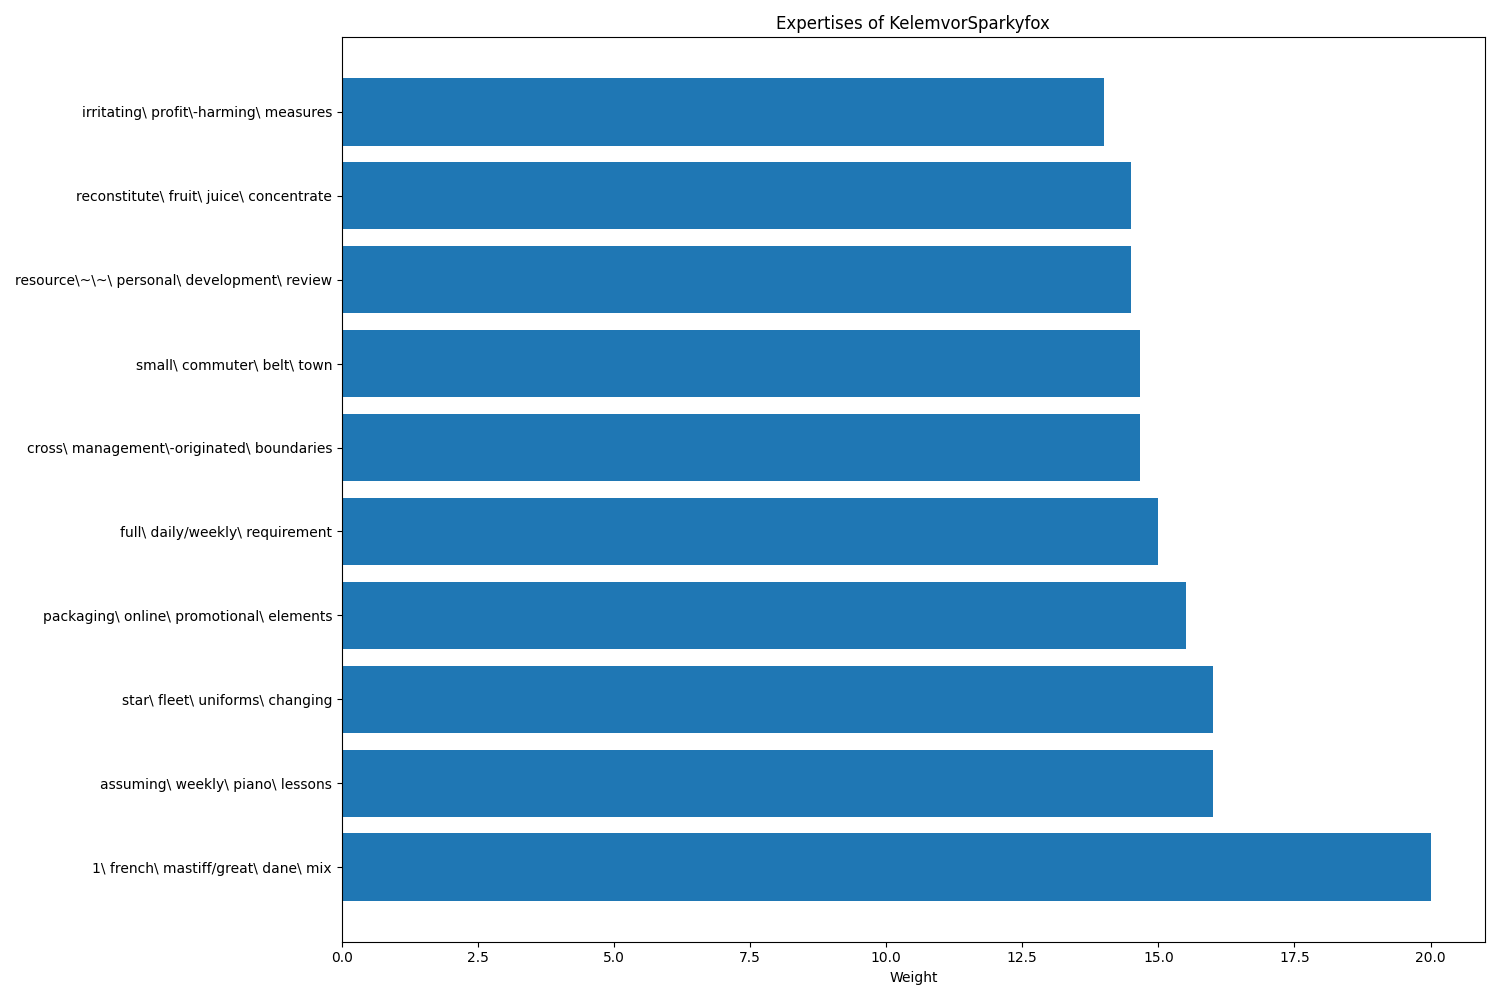 Expertises of KelemvorSparkyfox
irritating\ profit\-harming\ measures
reconstitute\ fruit\ juice\ concentrate
resource\~\~\ personal\ development\ review
small\ commuter\ belt\ town
cross\ management\-originated\ boundaries
full\ daily/weekly\ requirement
packaging\ online\ promotional\ elements
star\ fleet\ uniforms\ changing
assuming\ weekly\ piano\ lessons
1\ french\ mastiff/great\ dane\ mix
0.0 2.5 5.0 7.5 10.0 12.5 15.0 17.5 20.0
Weight